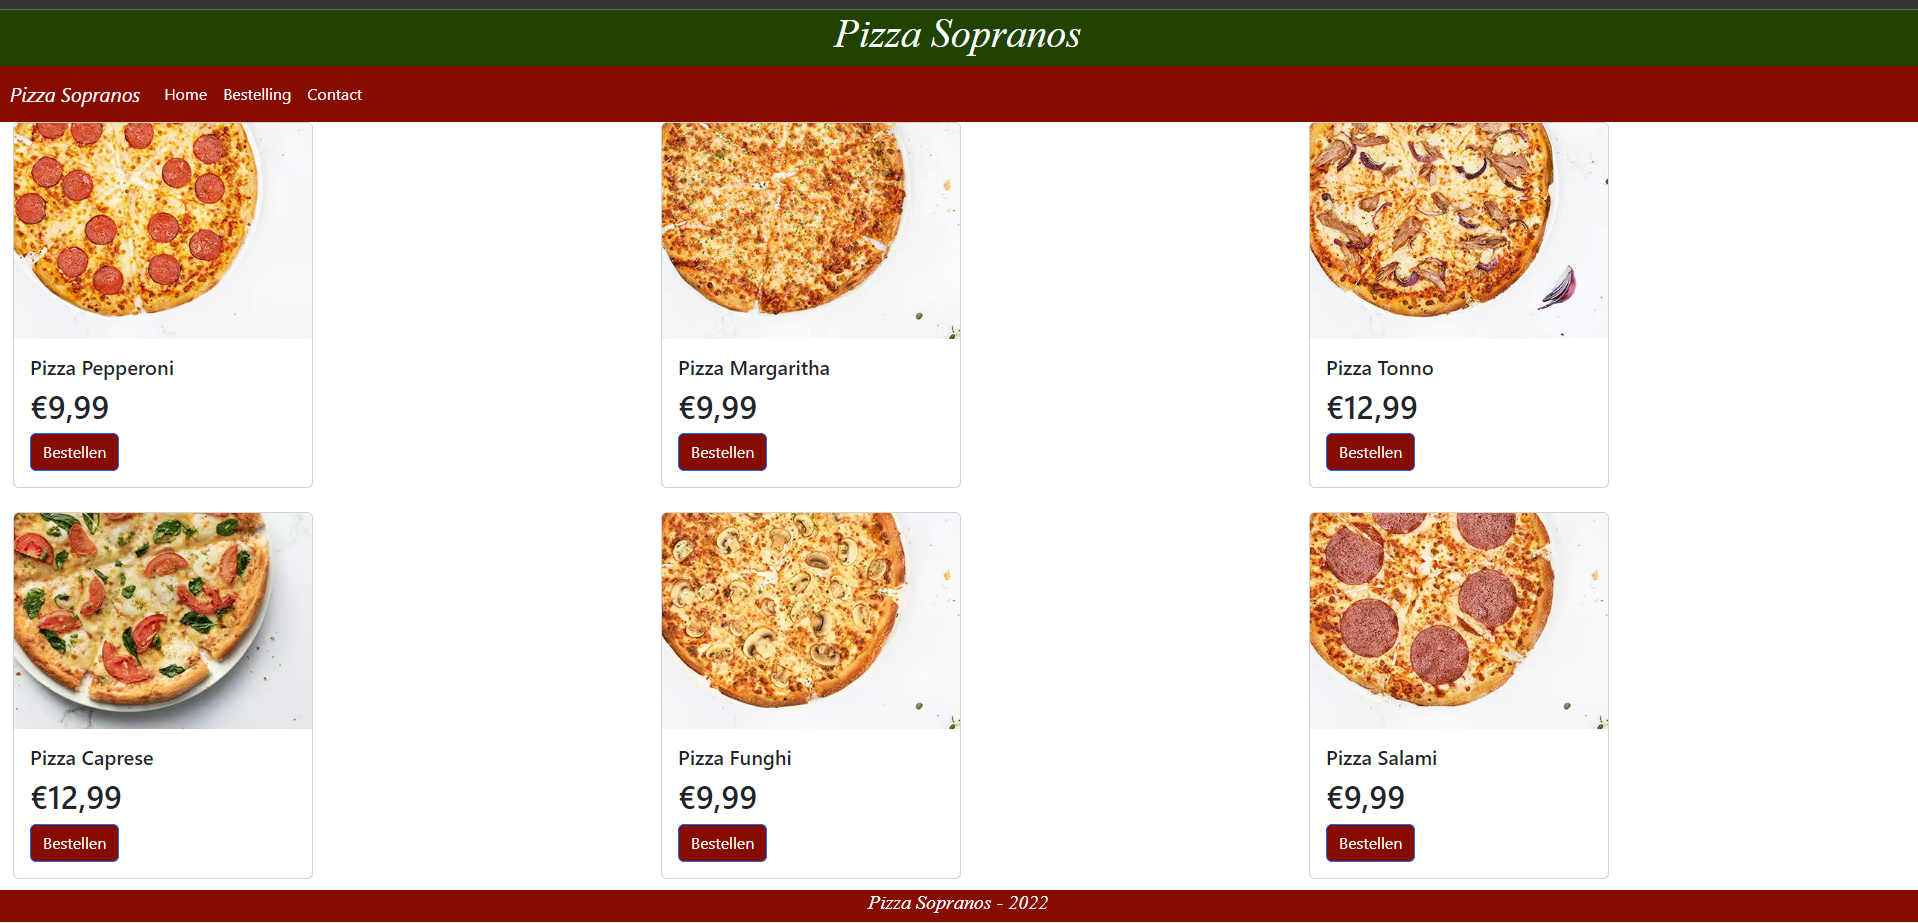 Pizza Sopranos
Pizza Sopranos Home Bestelling Contact
Pizza Pepperoni
€9,99
Bestellen
Pizza Margaritha
€9,99
Bestellen
Pizza Tonno
€12,99
Bestellen
Pizza Caprese
€12,99
Bestellen
Pizza Funghi
€9,99
Bestellen
Pizza Salami
€9,99
Bestellen
Pizza Sopranos - 2022